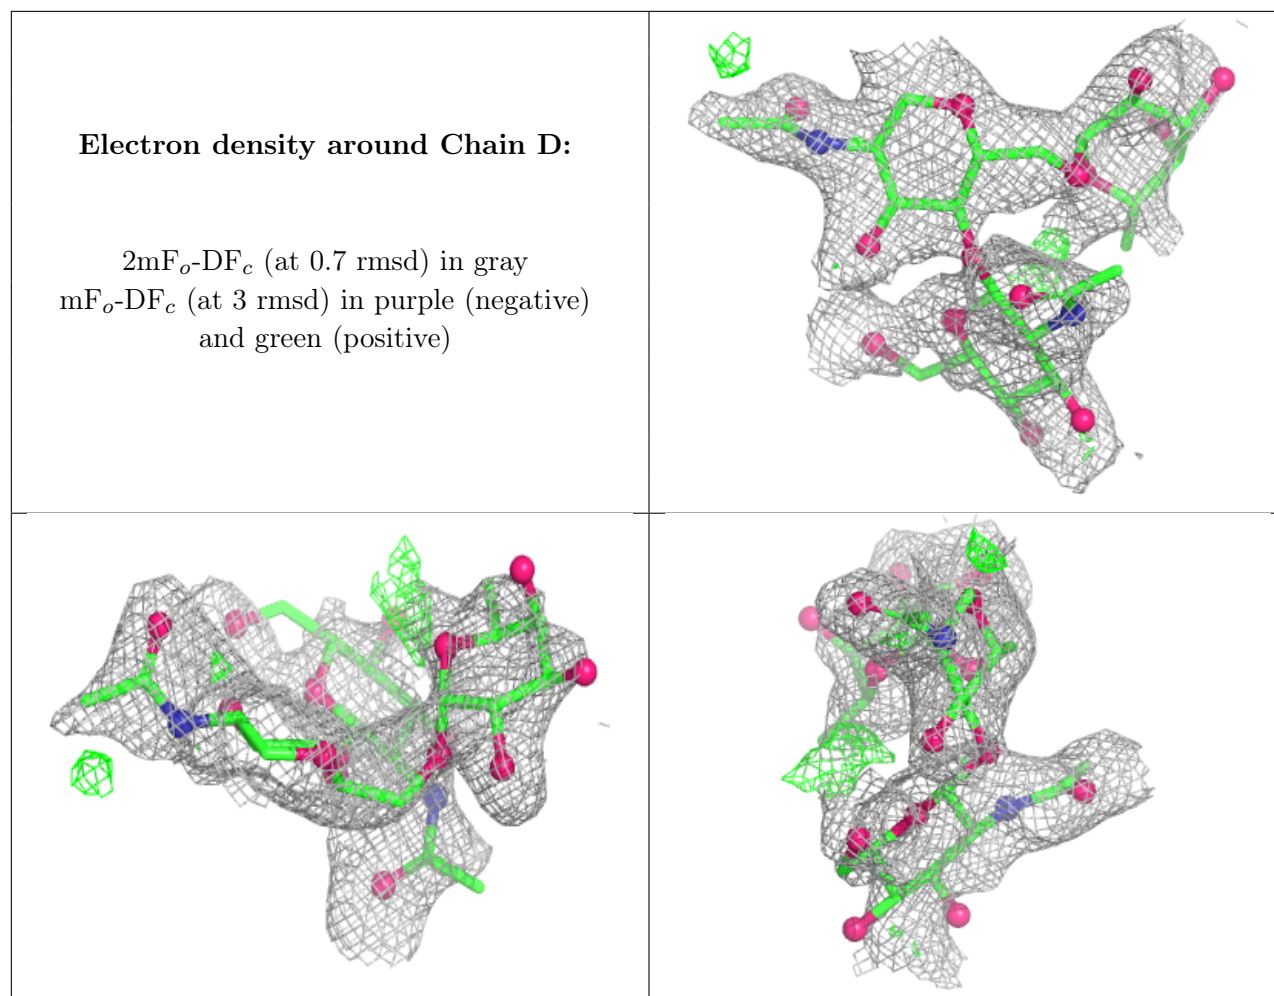 Electron density around Chain D:
2mFₒ-DF𝒸 (at 0.7 rmsd) in gray
mFₒ-DF𝒸 (at 3 rmsd) in purple (negative)
and green (positive)